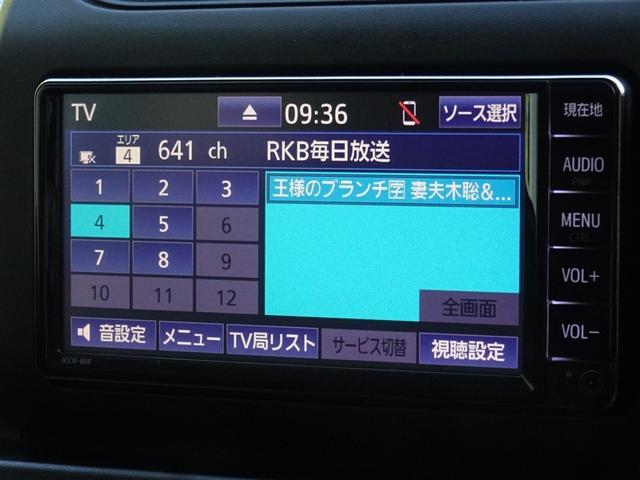 TV
09:36
ソース選択
エリア
4 641 ch RKB毎日放送
1 2 3
王様のブランチ🈑 妻夫木聡&...
4 5 6
7 8 9
10 11 12
全画面
音設定 メニュー TV局リスト サービス切替 視聴設定
現在地
AUDIO
PWR
MENU
CTRL
VOL+
VOL−